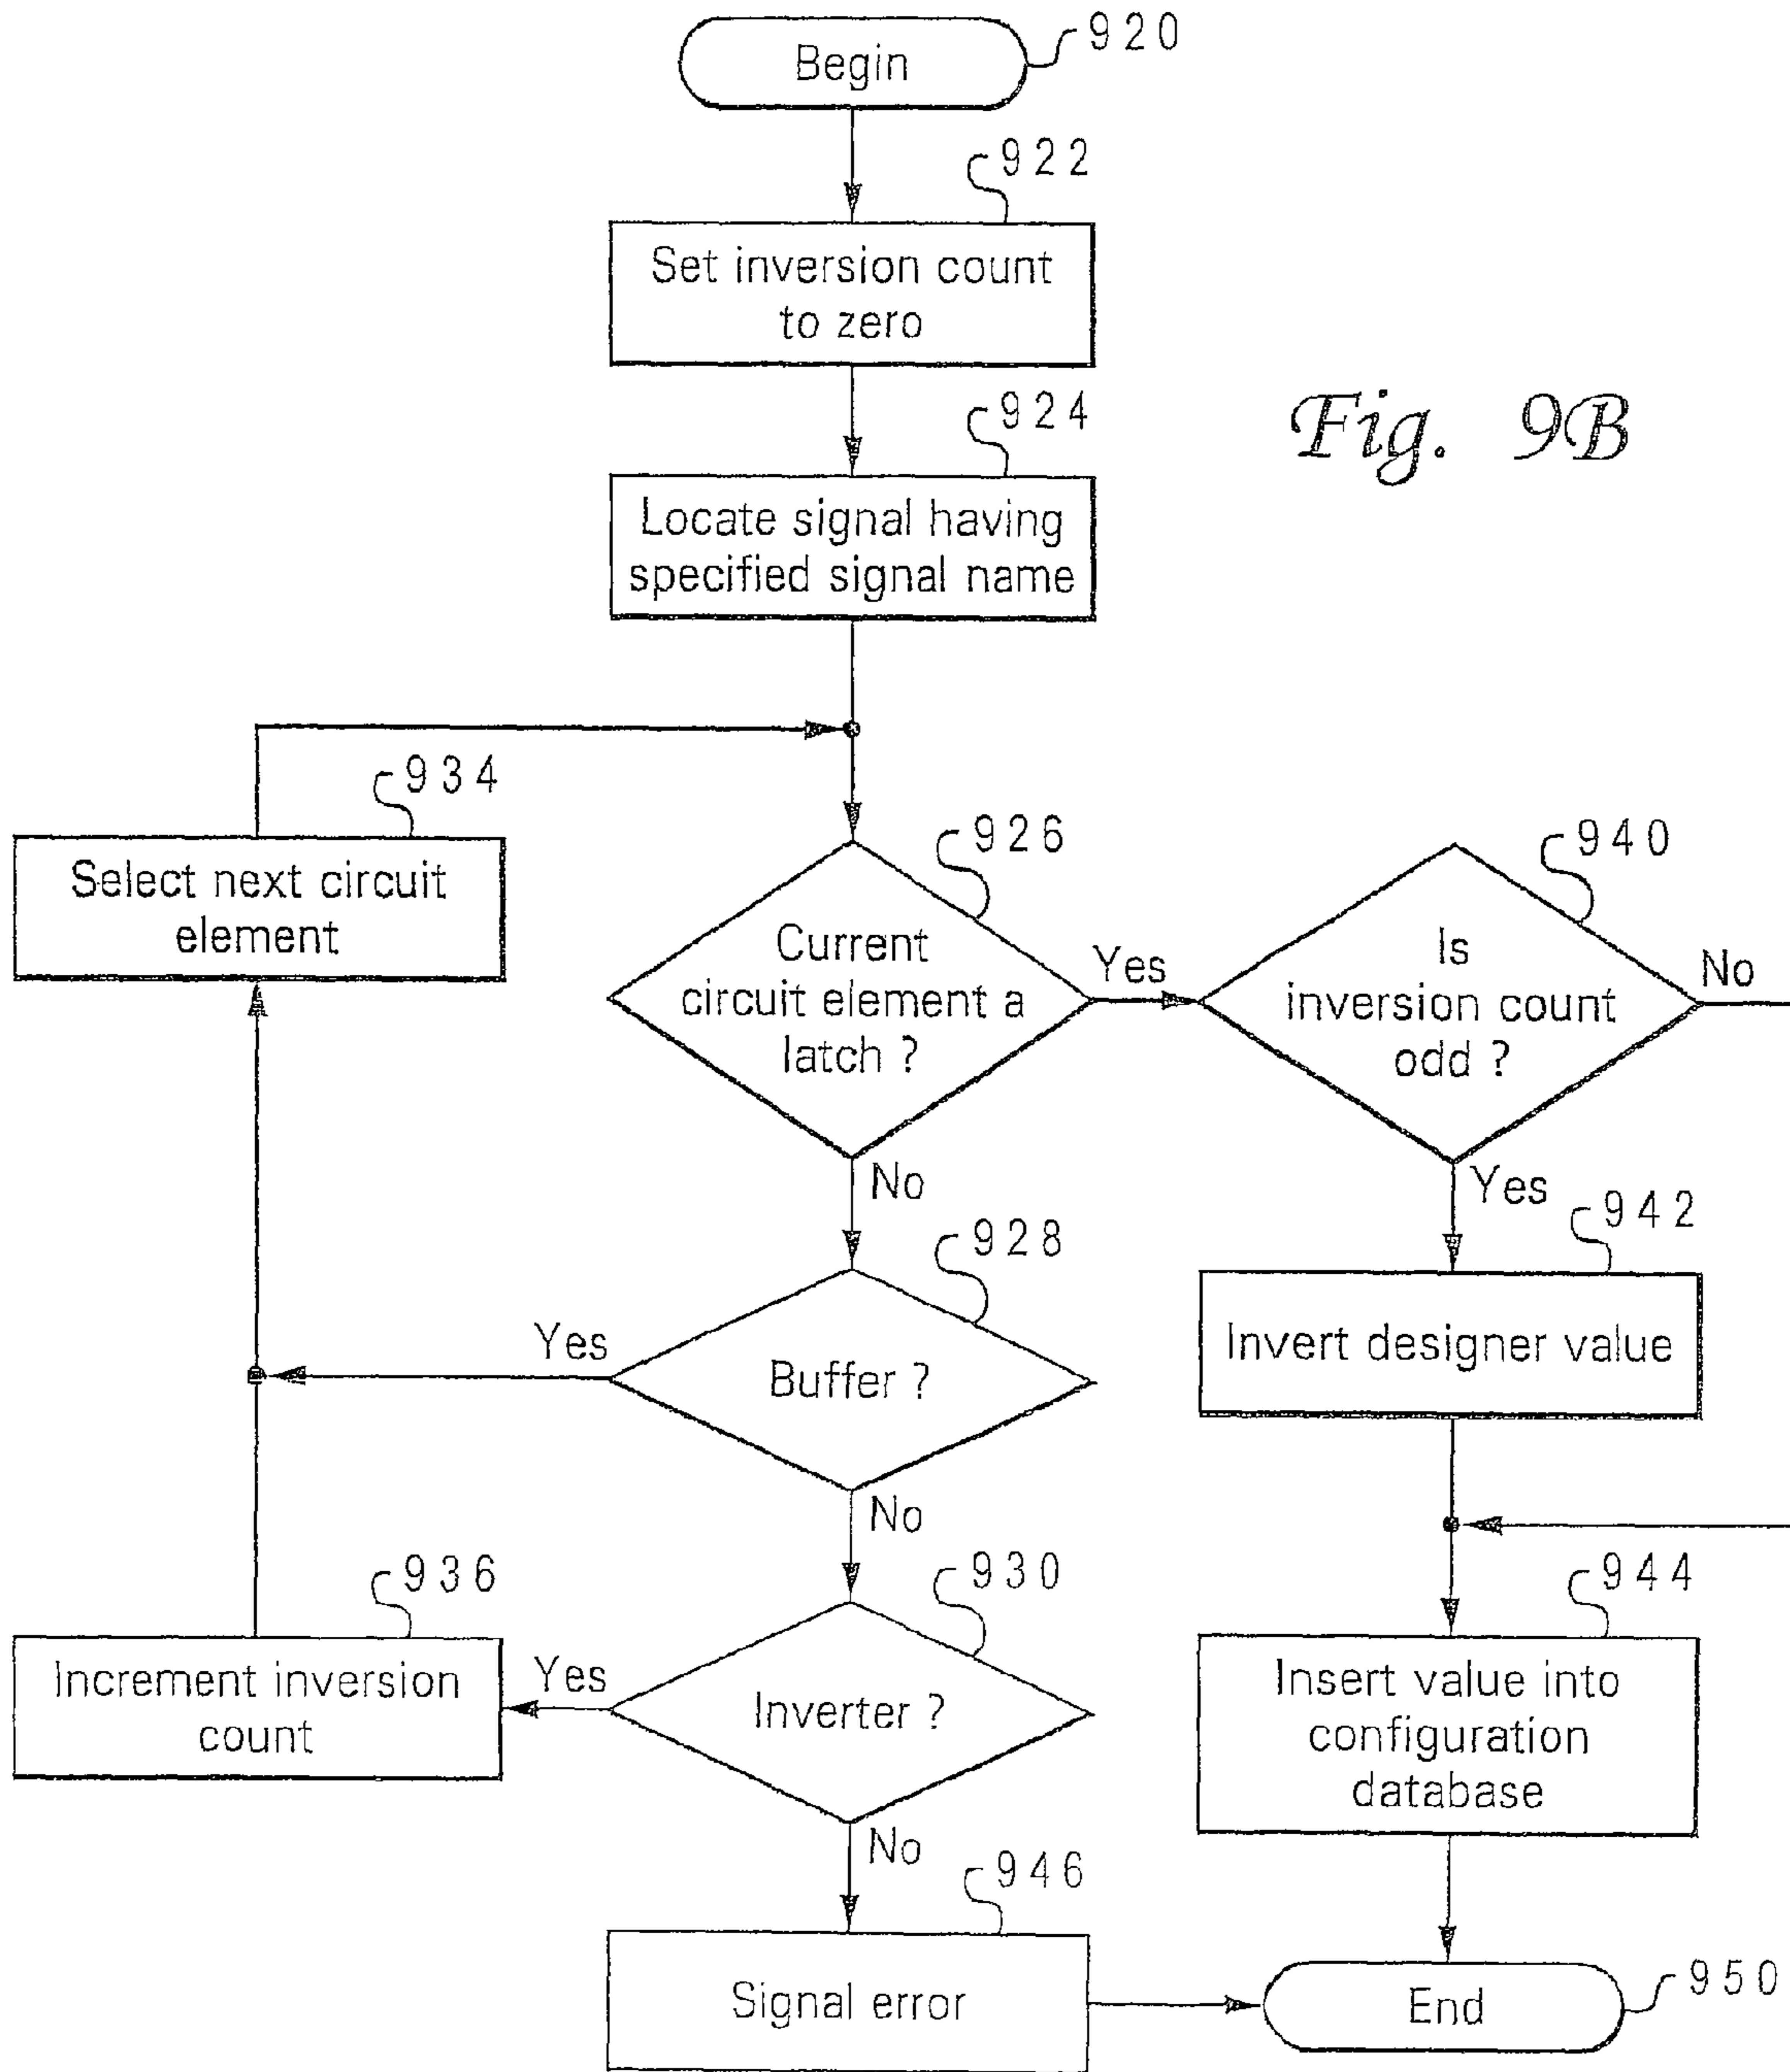 Begin
920
922
Set inversion count
to zero
924
Locate signal having
specified signal name
Fig. 9B
934
Select next circuit
element
926
Current
circuit element a
latch ?
Yes
No
940
Is
inversion count
odd ?
No
Yes
942
Invert designer value
928
Buffer ?
Yes
No
930
Inverter ?
Yes
No
936
Increment inversion
count
944
Insert value into
configuration
database
946
Signal error
End
950